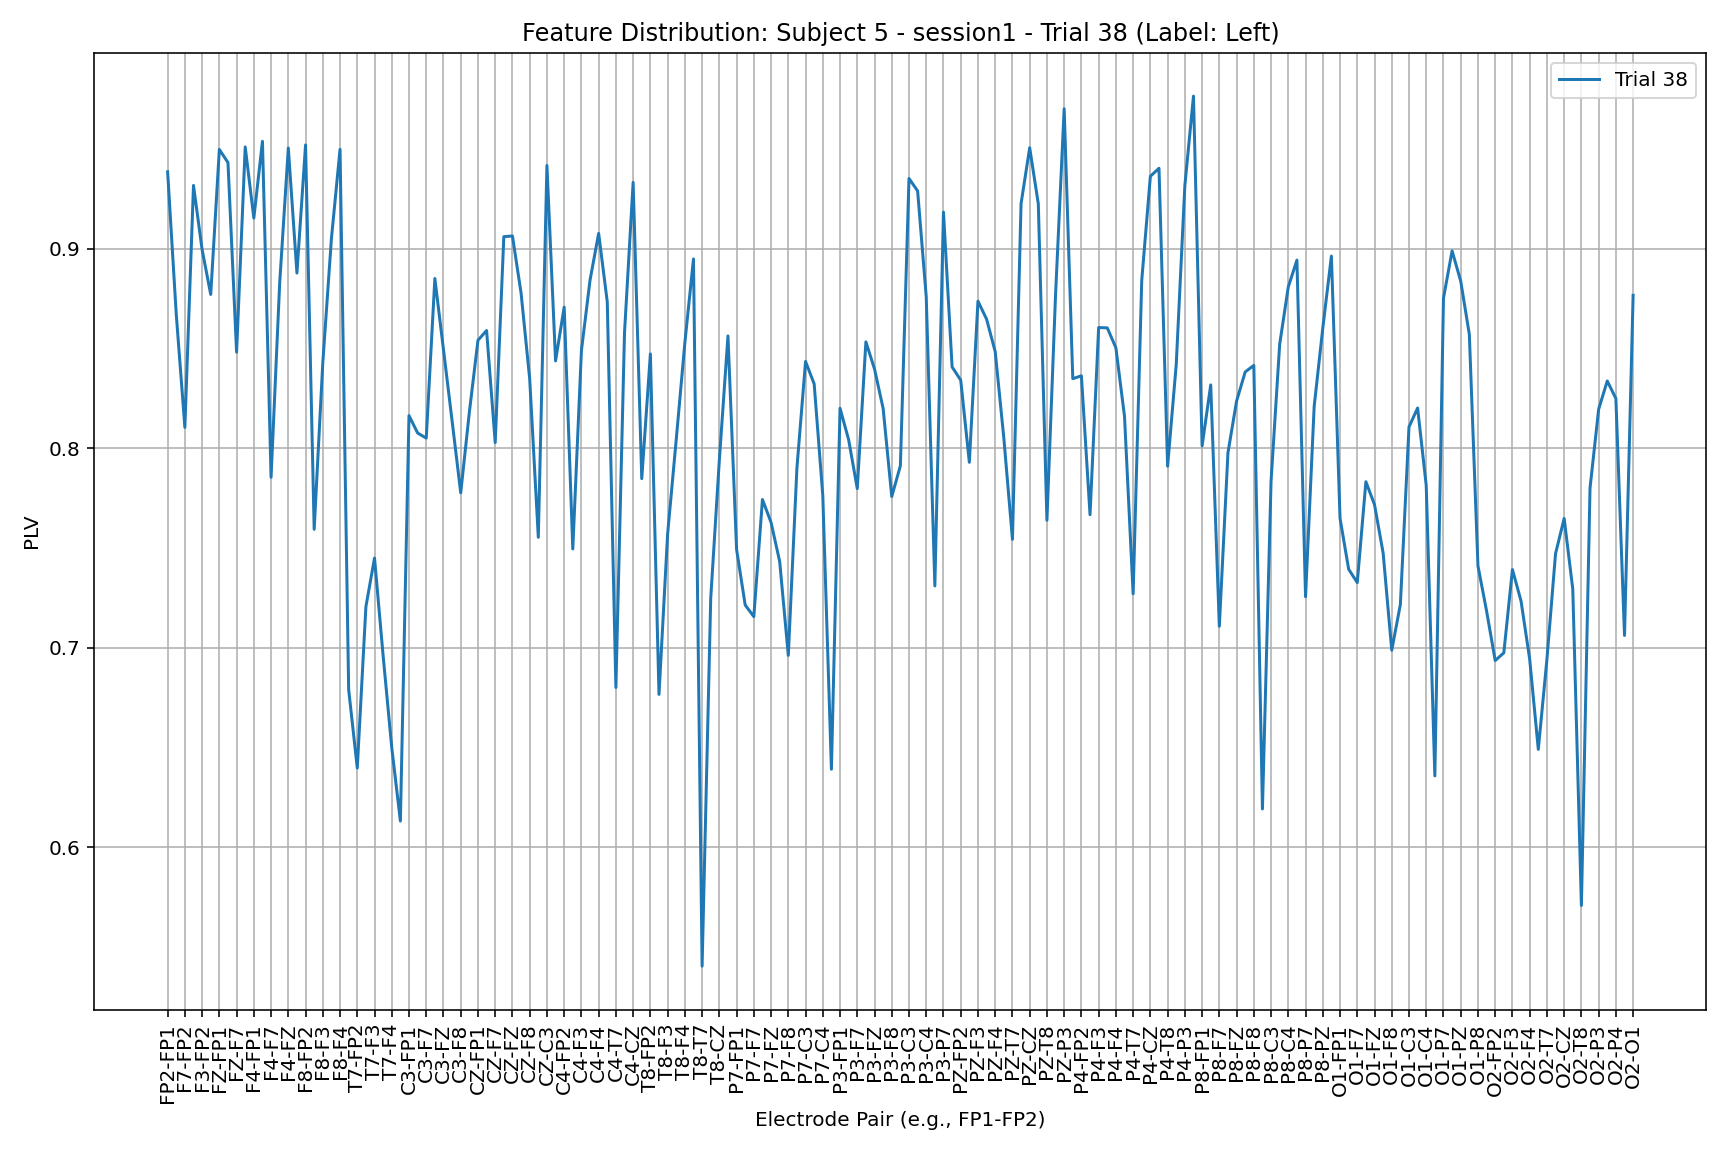 Feature Distribution: Subject 5 - session1 - Trial 38 (Label: Left)
Trial 38
PLV
0.9
0.8
0.7
0.6
FP2-FP1
F7-FP2
F3-FP2
FZ-FP1
FZ-F7
F4-FP1
F4-F7
F4-FZ
F8-FP2
F8-F3
F8-F4
T7-FP2
T7-F3
T7-F4
C3-FP1
C3-F7
C3-FZ
C3-F8
CZ-FP1
CZ-F7
CZ-FZ
CZ-F8
CZ-C3
C4-FP2
C4-F3
C4-F4
C4-T7
C4-CZ
T8-FP2
T8-F3
T8-F4
T8-T7
T8-CZ
P7-FP1
P7-F7
P7-FZ
P7-F8
P7-C3
P7-C4
P3-FP1
P3-F7
P3-FZ
P3-F8
P3-C3
P3-C4
P3-P7
PZ-FP2
PZ-F3
PZ-F4
PZ-T7
PZ-CZ
PZ-T8
PZ-P3
P4-FP2
P4-F3
P4-F4
P4-T7
P4-CZ
P4-T8
P4-P3
P8-FP1
P8-F7
P8-FZ
P8-F8
P8-C3
P8-C4
P8-P7
P8-PZ
O1-FP1
O1-F7
O1-FZ
O1-F8
O1-C3
O1-C4
O1-P7
O1-PZ
O1-P8
O2-FP2
O2-F3
O2-F4
O2-T7
O2-CZ
O2-T8
O2-P3
O2-P4
O2-O1
Electrode Pair (e.g., FP1-FP2)